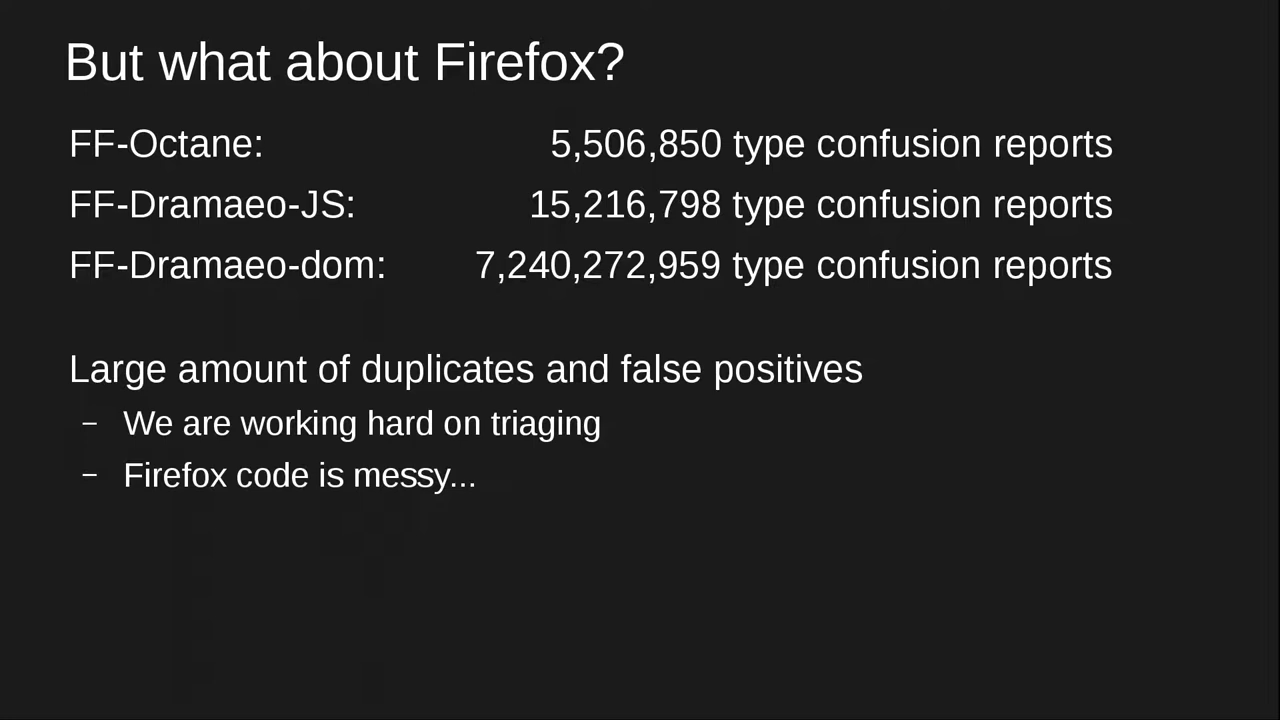 But what about Firefox?
FF-Octane: 5,506,850 type confusion reports
FF-Dramaeo-JS: 15,216,798 type confusion reports
FF-Dramaeo-dom: 7,240,272,959 type confusion reports
Large amount of duplicates and false positives
– We are working hard on triaging
– Firefox code is messy...